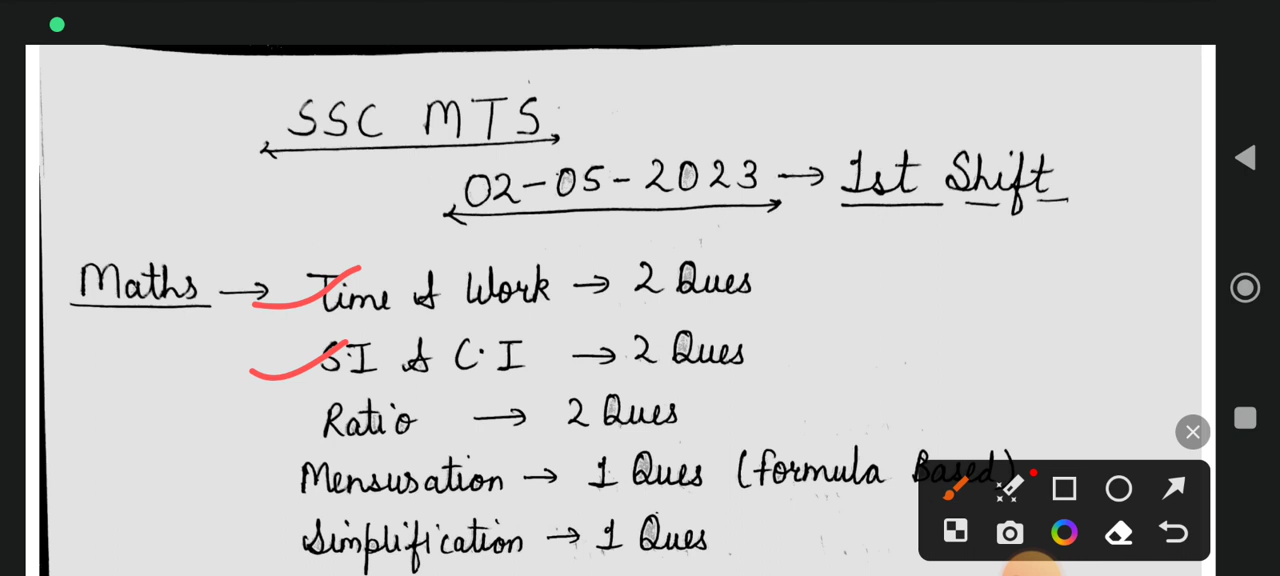 SSC MTS
02-05-2023 → 1st Shift
Maths → Time & Work → 2 Ques
SI & C.I → 2 Ques
Ratio → 2 Ques
Mensuration → 1 Ques (formula Based)
Simplification → 1 Ques